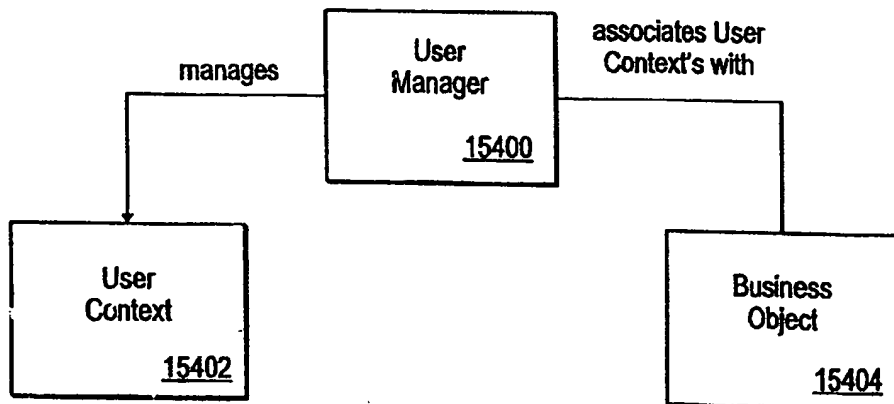 manages
User
Manager
15400
associates User
Context's with
User
Context
15402
Business
Object
15404